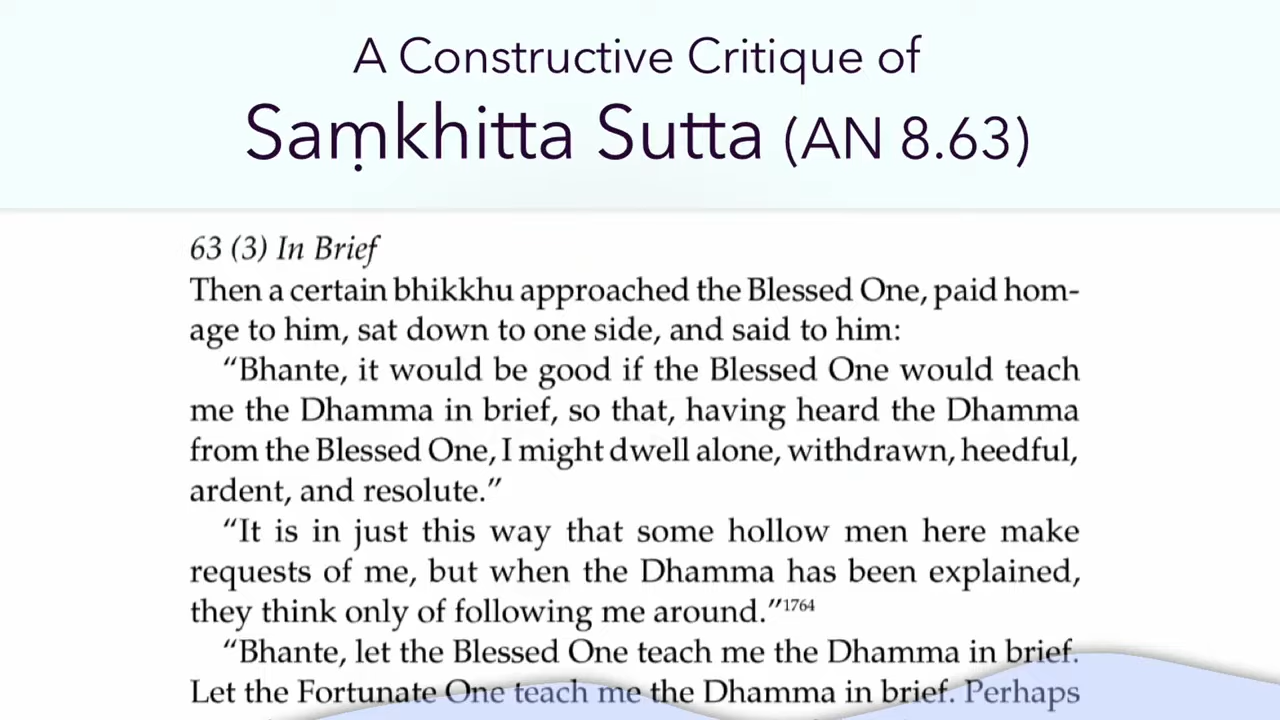 A Constructive Critique of
Saṃkhitta Sutta (AN 8.63)
63 (3) In Brief
Then a certain bhikkhu approached the Blessed One, paid hom-
age to him, sat down to one side, and said to him:
“Bhante, it would be good if the Blessed One would teach
me the Dhamma in brief, so that, having heard the Dhamma
from the Blessed One, I might dwell alone, withdrawn, heedful,
ardent, and resolute.”
“It is in just this way that some hollow men here make
requests of me, but when the Dhamma has been explained,
they think only of following me around.”1764
“Bhante, let the Blessed One teach me the Dhamma in brief.
Let the Fortunate One teach me the Dhamma in brief. Perhaps